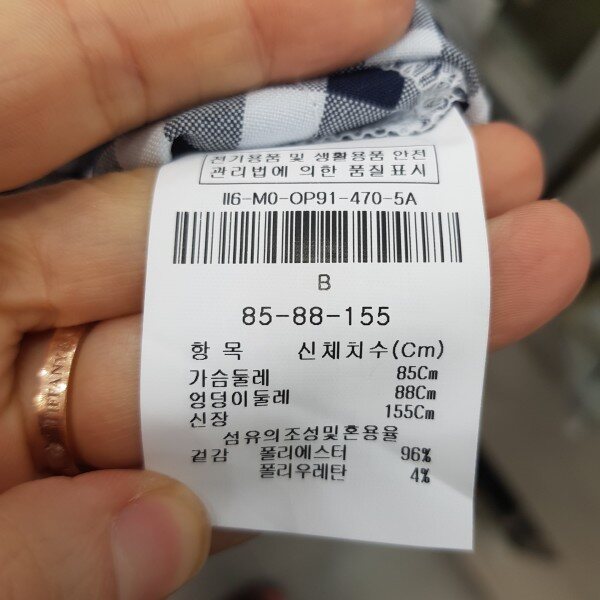 전기용품 및 생활용품 안전
관리법에 의한 품질표시
II6-MO-OP91-470-5A
B
85-88-155
항 목 신체치수(Cm)
가슴둘레 85Cm
엉덩이둘레 88Cm
신장 155Cm
섬유의조성및혼용율
겉감 폴리에스터 96%
폴리우레탄 4%